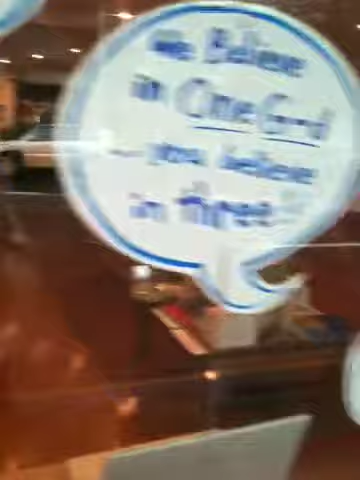 We Believe
in One God
... you believe
in three!!